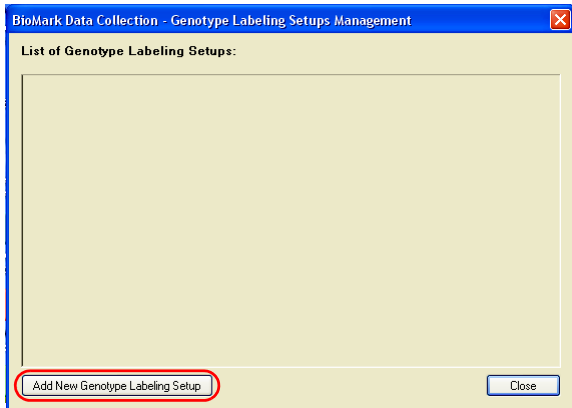 BioMark Data Collection - Genotype Labeling Setups Management
List of Genotype Labeling Setups:
Add New Genotype Labeling Setup
Close